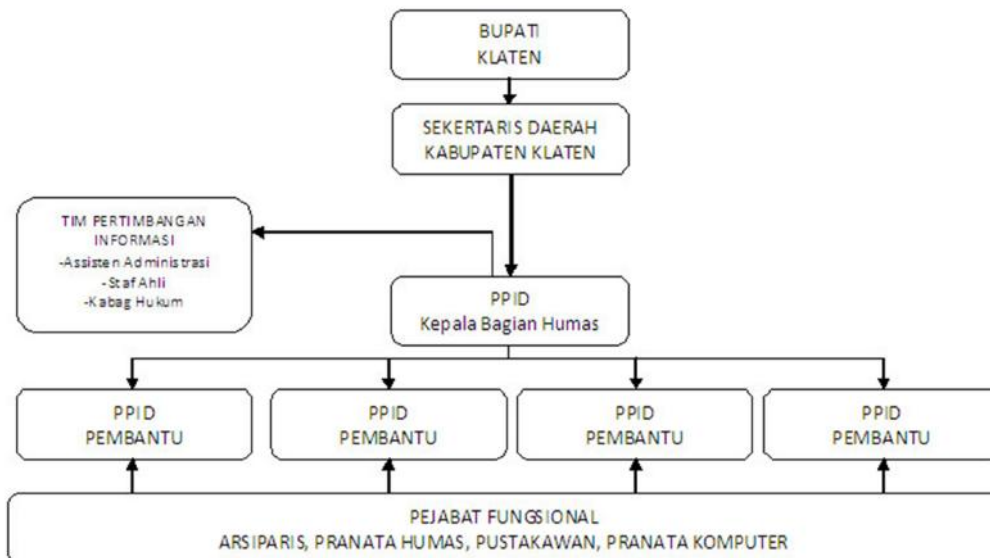 BUPATI
KLATEN
SEKERTARIS DAERAH
KABUPATEN KLATEN
TIM PERTIMBANGAN
INFORMASI
-Assisten Administrasi
-Staf Ahli
-Kabag Hukum
PPID
Kepala Bagian Humas
PPID
PEMBANTU
PPID
PEMBANTU
PPID
PEMBANTU
PPID
PEMBANTU
PEJABAT FUNGSIONAL
ARSIPARIS, PRANATA HUMAS, PUSTAKAWAN, PRANATA KOMPUTER